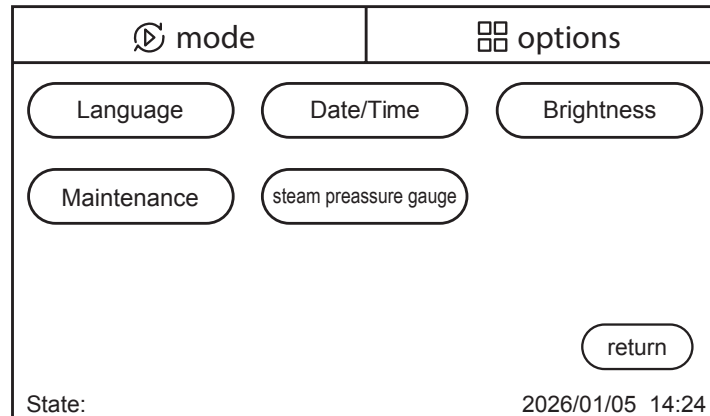 mode
options
Language
Date/Time
Brightness
Maintenance
steam preassure gauge
return
State:
2026/01/05 14:24